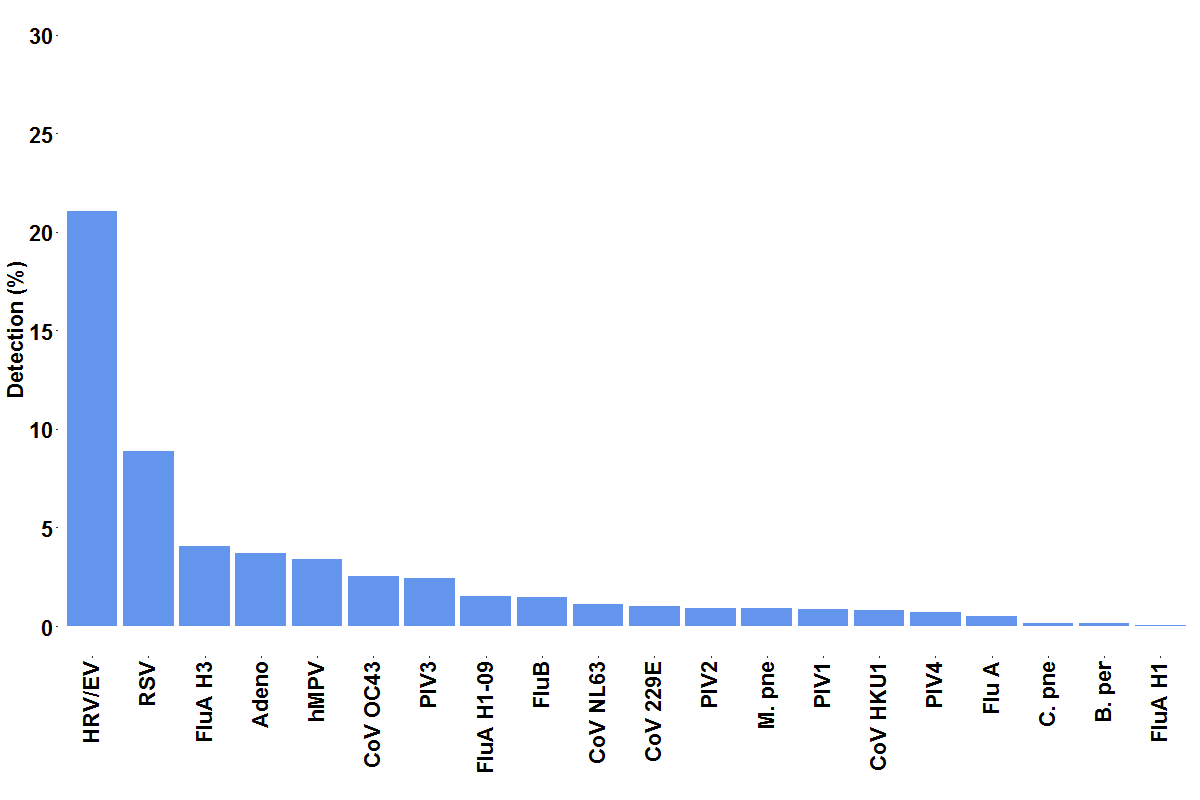 30
25
20
15
10
5
0
Detection (%)
HRV/EV
RSV
FluA H3
Adeno
hMPV
CoV OC43
PIV3
FluA H1-09
FluB
CoV NL63
CoV 229E
PIV2
M. pne
PIV1
CoV HKU1
PIV4
Flu A
C. pne
B. per
FluA H1